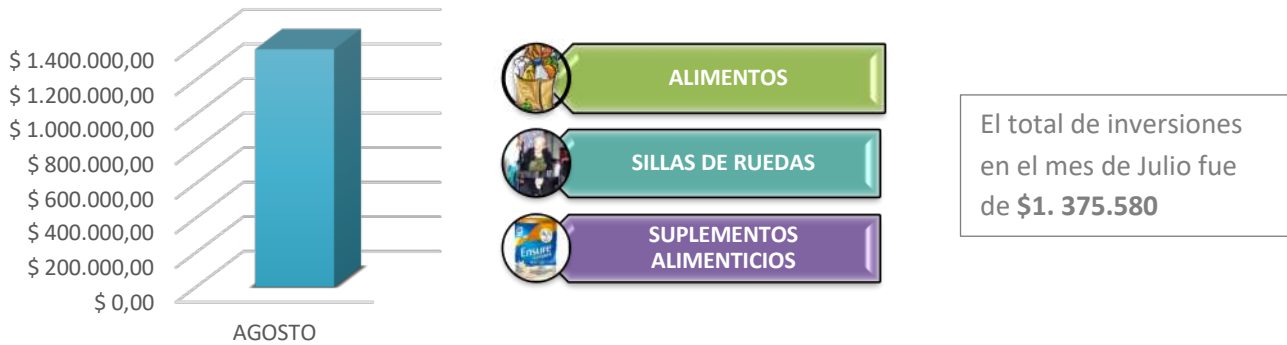 $ 1.400.000,00
$ 1.200.000,00
$ 1.000.000,00
$ 800.000,00
$ 600.000,00
$ 400.000,00
$ 200.000,00
$ 0,00
AGOSTO
ALIMENTOS
SILLAS DE RUEDAS
Ensure
SUPLEMENTOS
ALIMENTICIOS
El total de inversiones
en el mes de Julio fue
de $1. 375.580